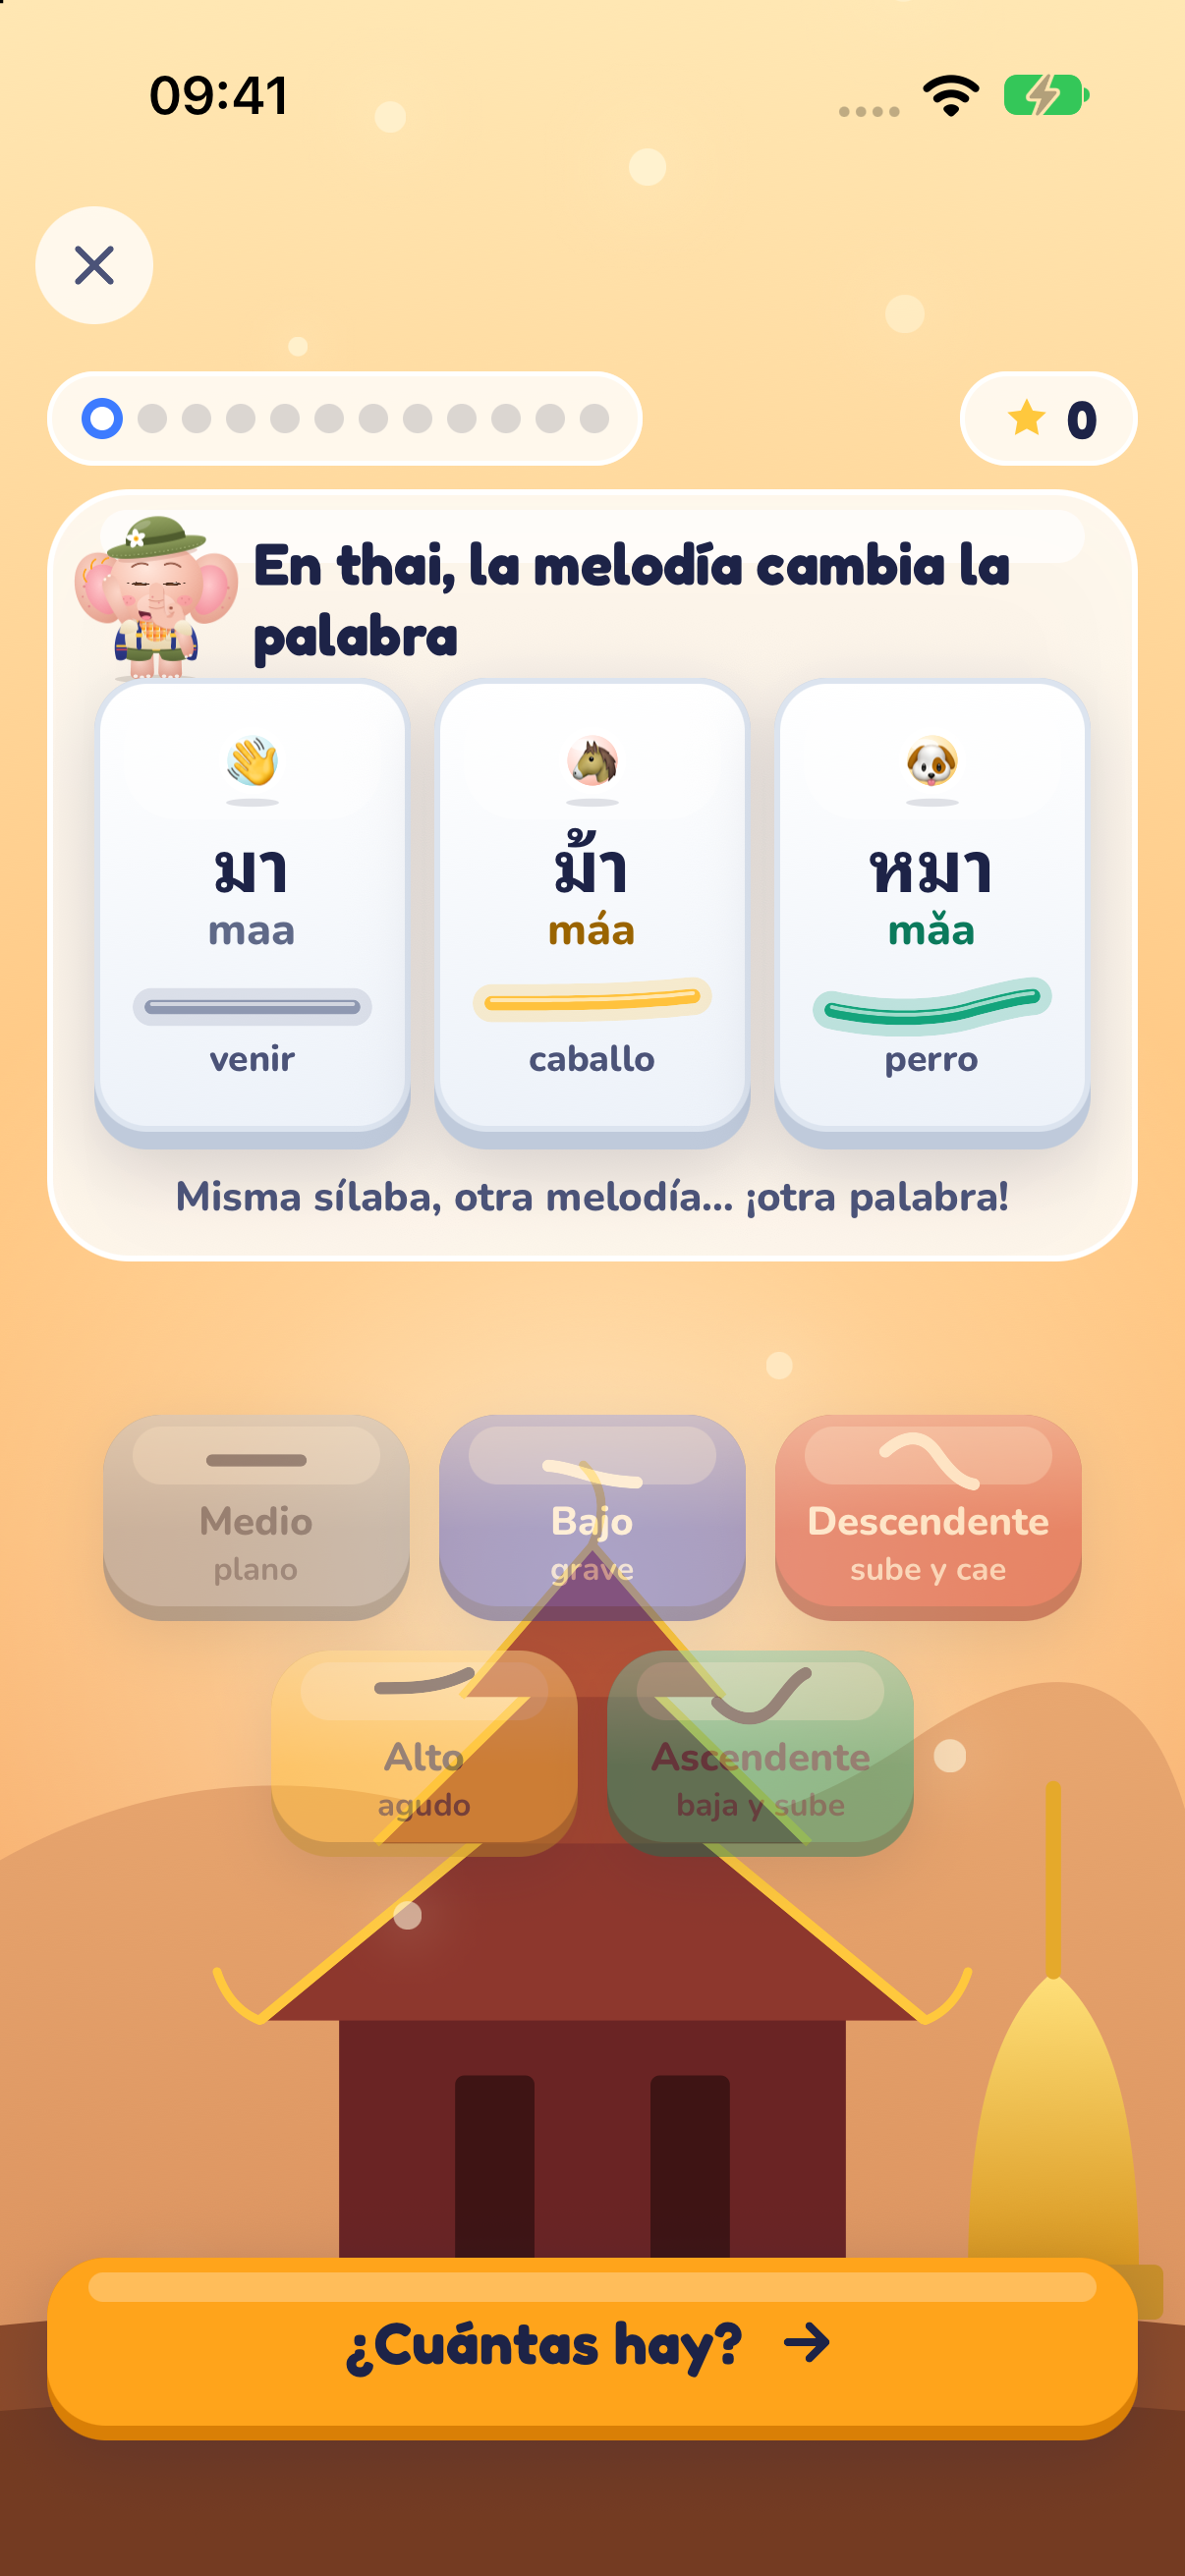 09:41
0
En thai, la melodía cambia la
palabra
มา
maa
venir
ม้า
máa
caballo
หมา
mǎa
perro
Misma sílaba, otra melodía... ¡otra palabra!
Medio
plano
Bajo
grave
Descendente
sube y cae
Alto
agudo
Ascendente
baja y sube
¿Cuántas hay? →